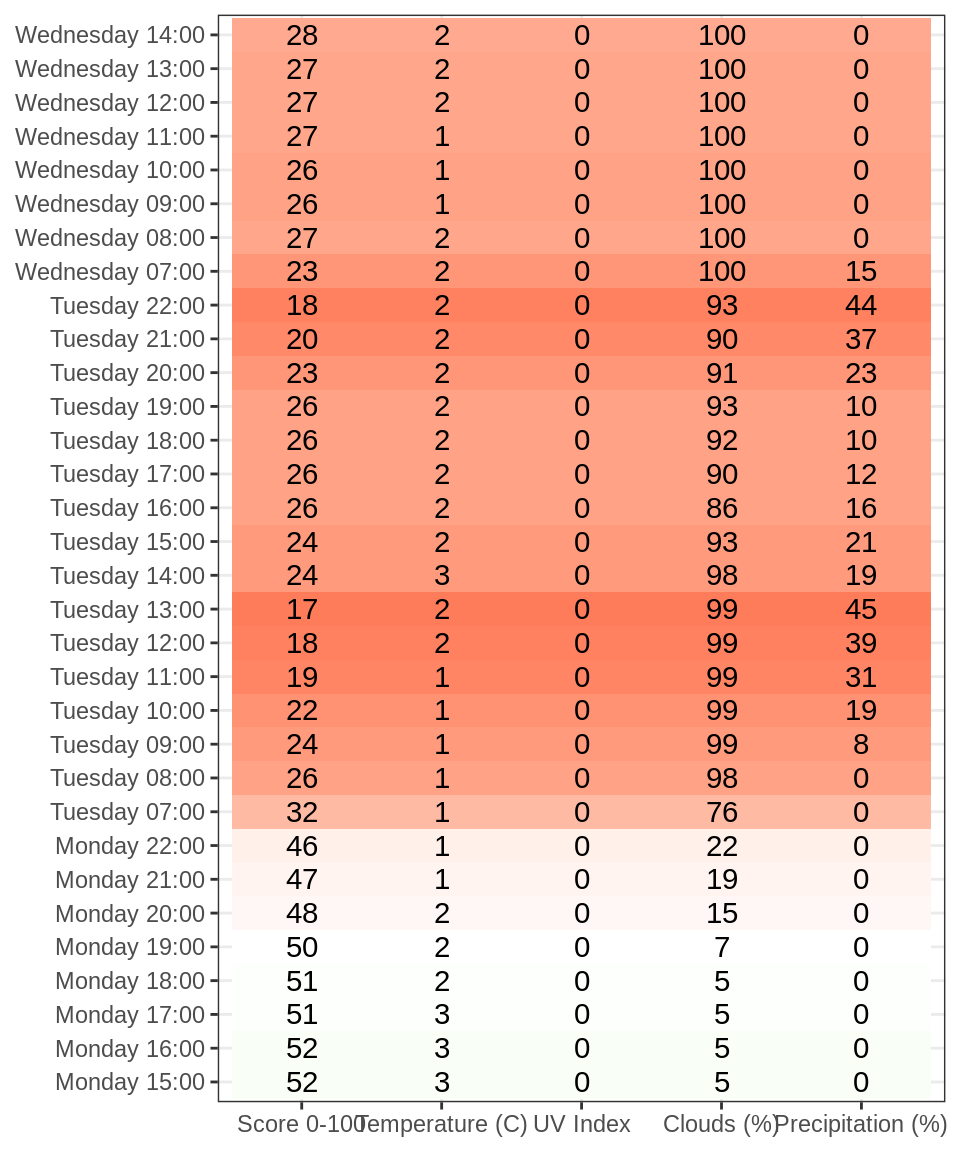 Wednesday 14:00 28 2 0 100 0
Wednesday 13:00 27 2 0 100 0
Wednesday 12:00 27 2 0 100 0
Wednesday 11:00 27 1 0 100 0
Wednesday 10:00 26 1 0 100 0
Wednesday 09:00 26 1 0 100 0
Wednesday 08:00 27 2 0 100 0
Wednesday 07:00 23 2 0 100 15
Tuesday 22:00 18 2 0 93 44
Tuesday 21:00 20 2 0 90 37
Tuesday 20:00 23 2 0 91 23
Tuesday 19:00 26 2 0 93 10
Tuesday 18:00 26 2 0 92 10
Tuesday 17:00 26 2 0 90 12
Tuesday 16:00 26 2 0 86 16
Tuesday 15:00 24 2 0 93 21
Tuesday 14:00 24 3 0 98 19
Tuesday 13:00 17 2 0 99 45
Tuesday 12:00 18 2 0 99 39
Tuesday 11:00 19 1 0 99 31
Tuesday 10:00 22 1 0 99 19
Tuesday 09:00 24 1 0 99 8
Tuesday 08:00 26 1 0 98 0
Tuesday 07:00 32 1 0 76 0
Monday 22:00 46 1 0 22 0
Monday 21:00 47 1 0 19 0
Monday 20:00 48 2 0 15 0
Monday 19:00 50 2 0 7 0
Monday 18:00 51 2 0 5 0
Monday 17:00 51 3 0 5 0
Monday 16:00 52 3 0 5 0
Monday 15:00 52 3 0 5 0
Score 0-100 Temperature (C) UV Index Clouds (%) Precipitation (%)